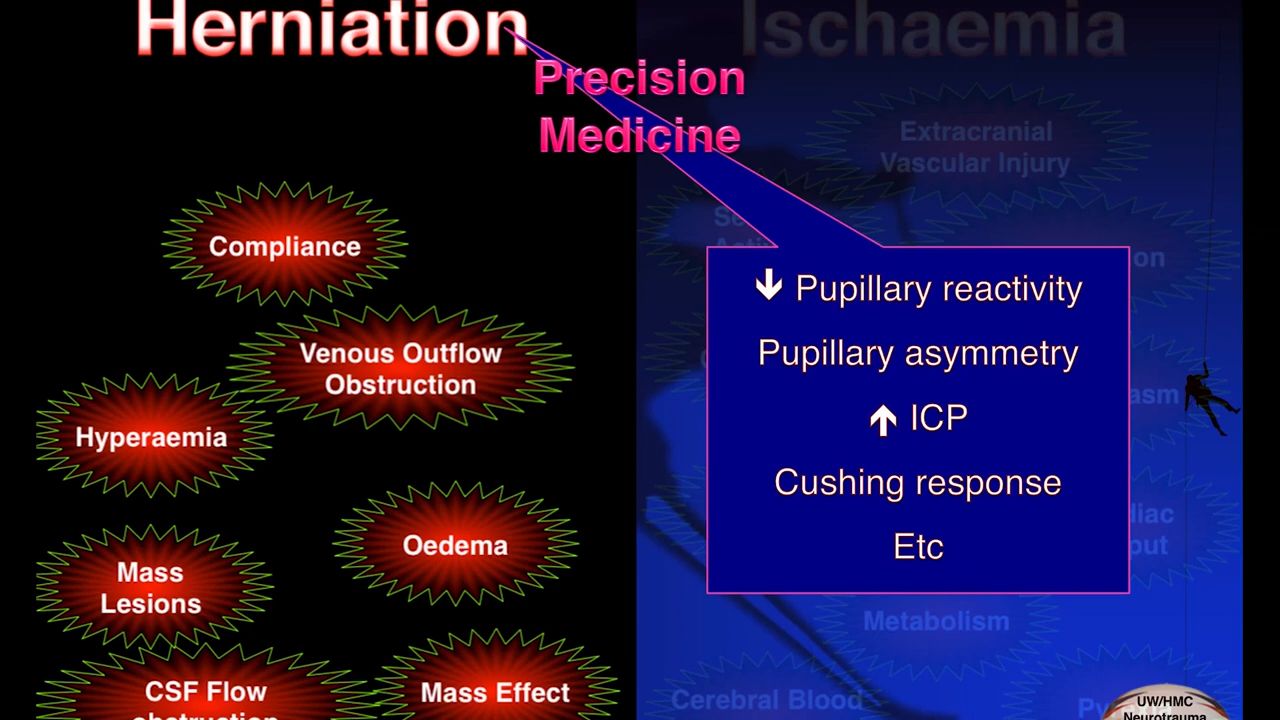 Herniation
Ischaemia
Precision
Medicine
Extracranial
Vascular Injury
Compliance
Venous Outflow
Obstruction
Hyperaemia
Oedema
Mass
Lesions
CSF Flow
obstruction
Mass Effect
↓ Pupillary reactivity
Pupillary asymmetry
↑ ICP
Cushing response
Etc
Metabolism
Cerebral Blood
UW/HMC
Neurotrauma